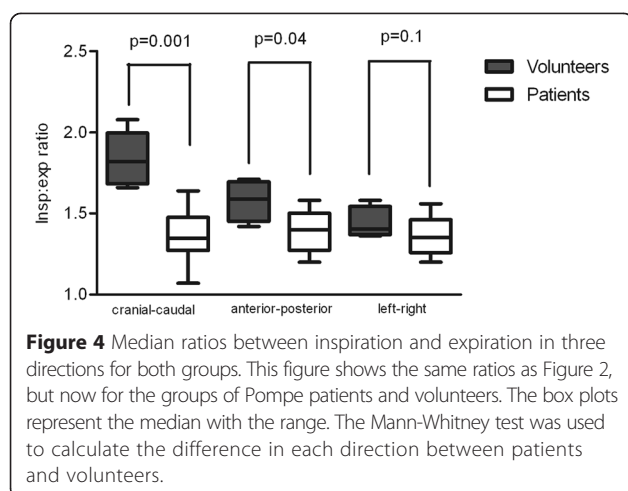 p=0.001
p=0.04
p=0.1
Volunteers
Patients
Insp:exp ratio
2.5
2.0
1.5
1.0
cranial-caudal
anterior-posterior
left-right
Figure 4 Median ratios between inspiration and expiration in three
directions for both groups. This figure shows the same ratios as Figure 2,
but now for the groups of Pompe patients and volunteers. The box plots
represent the median with the range. The Mann-Whitney test was used
to calculate the difference in each direction between patients
and volunteers.